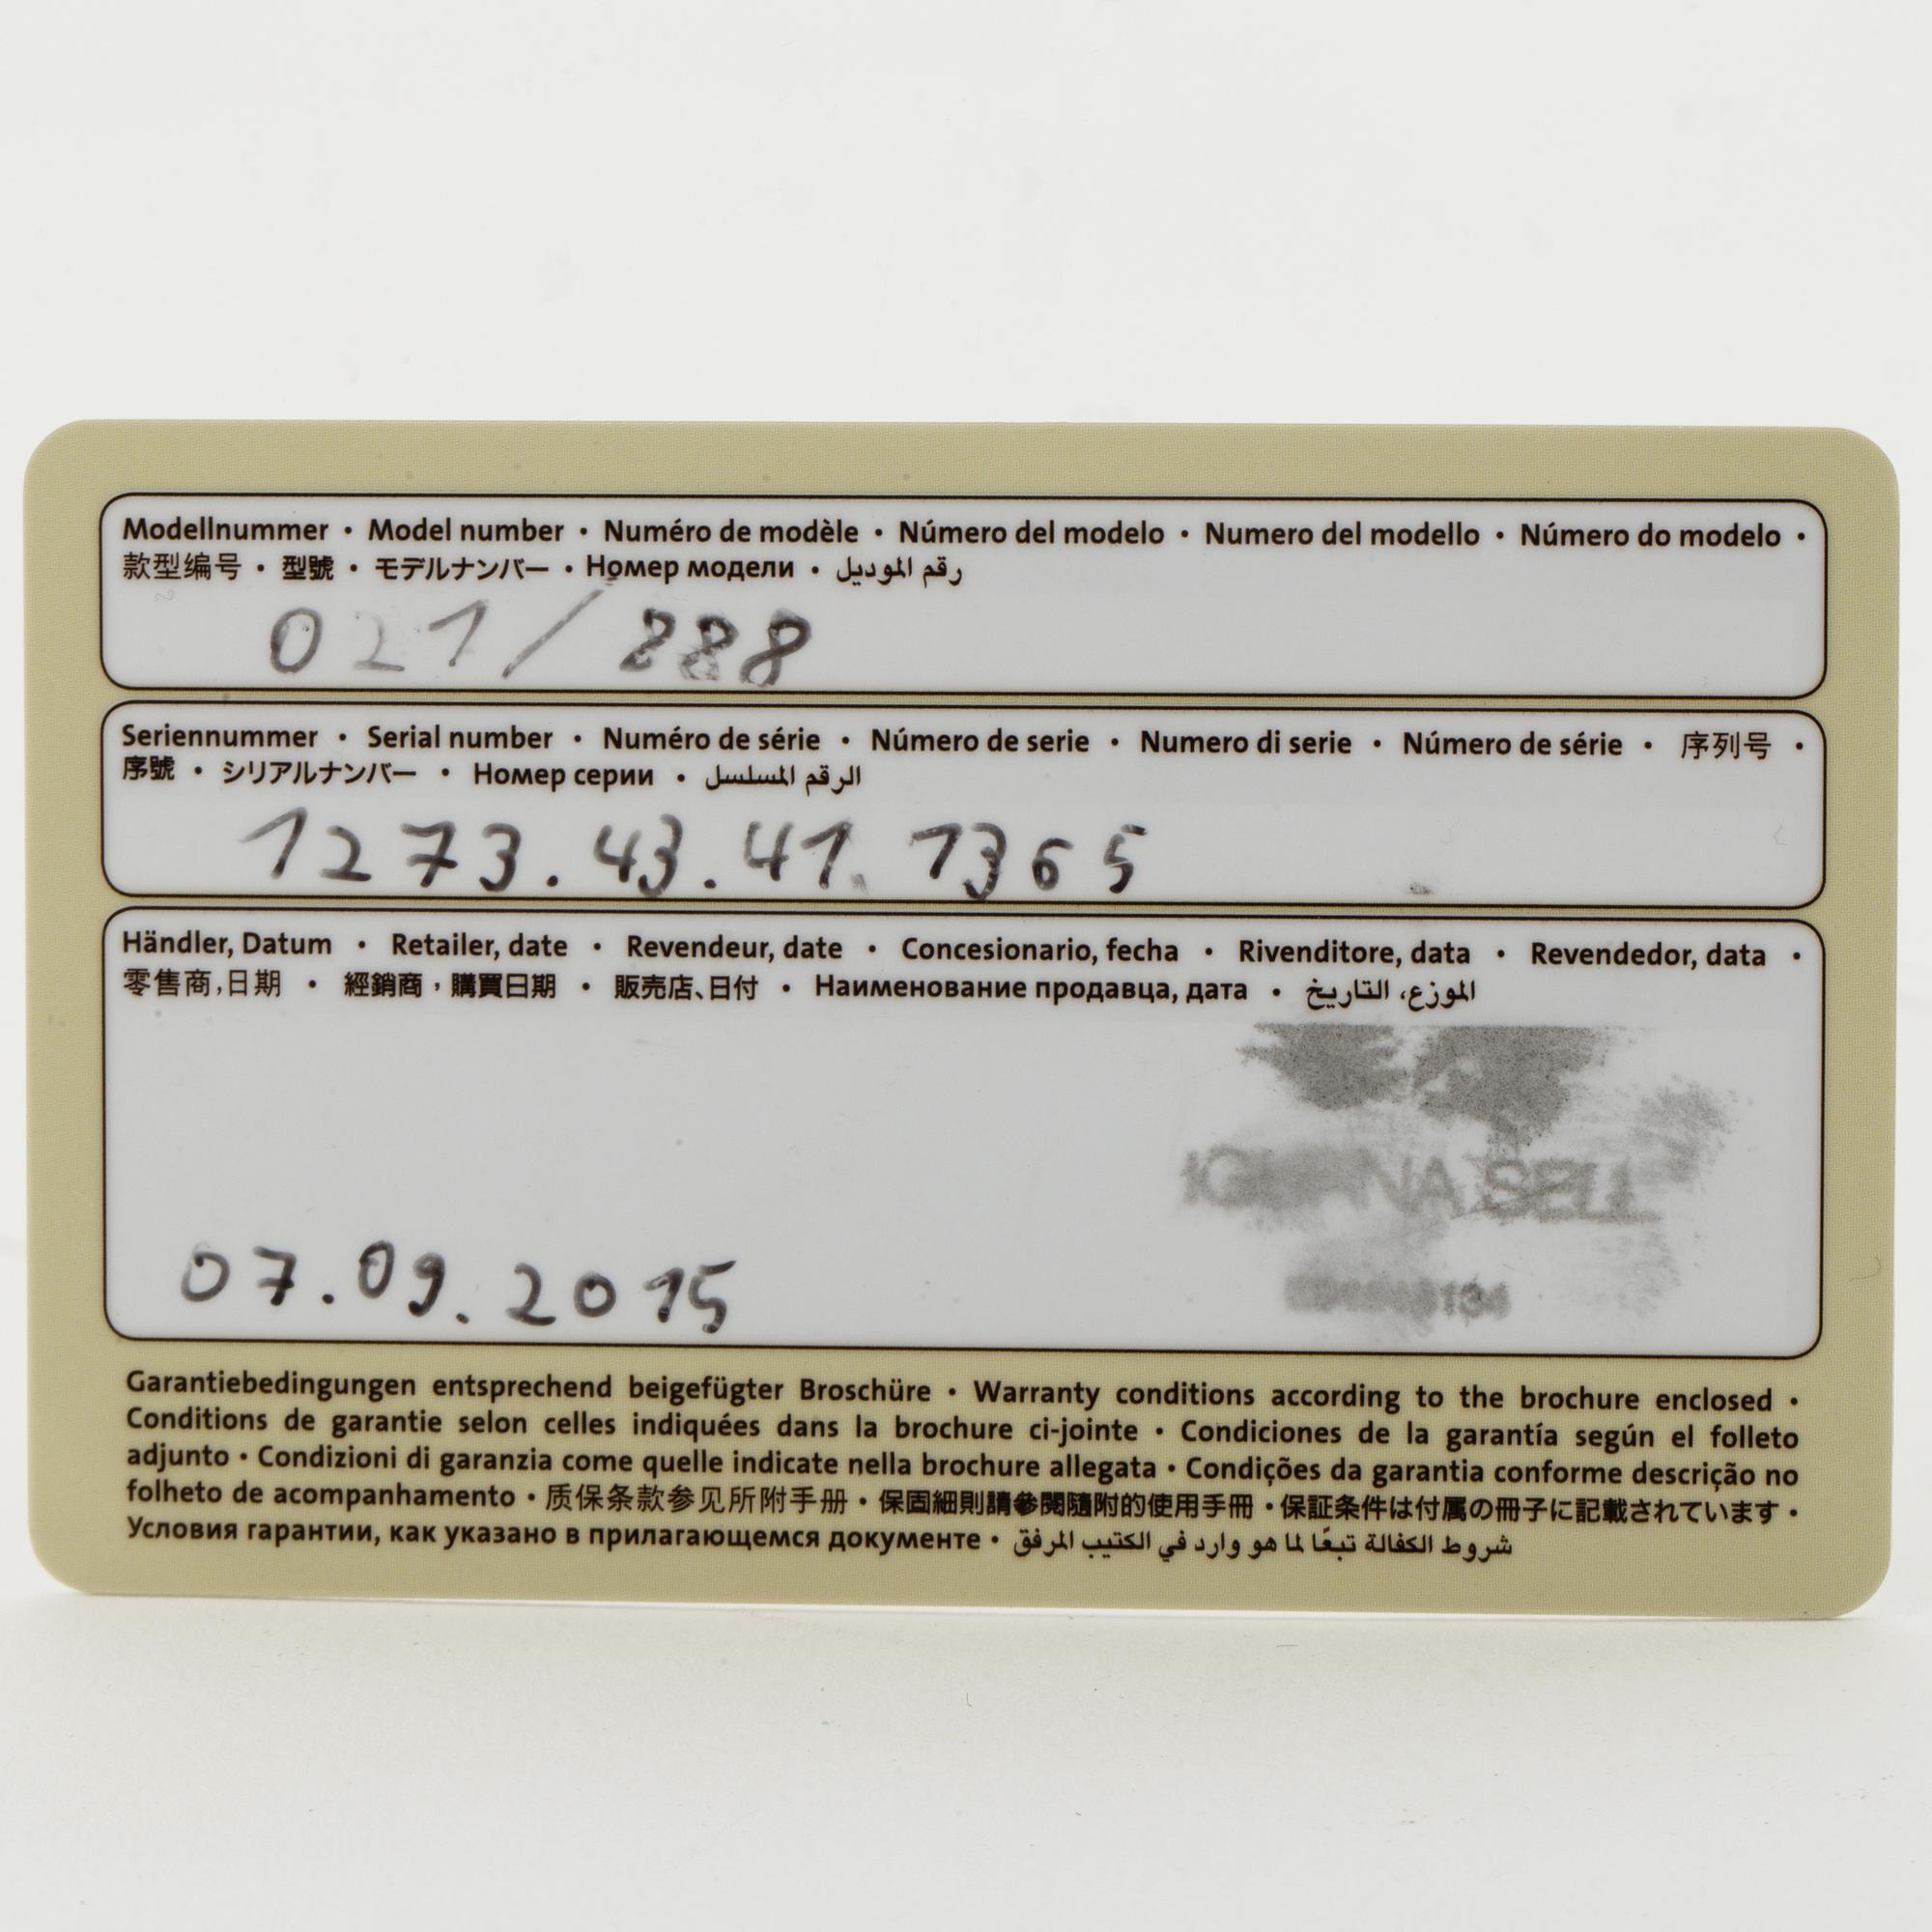 Modellnummer • Model number • Numéro de modèle • Número del modelo • Numero del modello • Número do modelo •
款型编号 • 型號 • モデルナンバー • Номер модели • رقم الموديل
021/888
Seriennummer • Serial number • Numéro de série • Número de serie • Numero di serie • Número de série • 序列号 •
序號 • シリアルナンバー • Номер серии • الرقم المسلسل
1273.43.41.1365
Händler, Datum • Retailer, date • Revendeur, date • Concesionario, fecha • Rivenditore, data • Revendedor, data •
零售商,日期 • 經銷商，購買日期 • 販売店、日付 • Наименование продавца, дата • الموزع، التاريخ
IGUANA SELL
07.09.2015
Garantiebedingungen entsprechend beigefügter Broschüre • Warranty conditions according to the brochure enclosed •
Conditions de garantie selon celles indiquées dans la brochure ci-jointe • Condiciones de la garantía según el folleto
adjunto • Condizioni di garanzia come quelle indicate nella brochure allegata • Condições da garantia conforme descrição no
folheto de acompanhamento • 质保条款参见所附手册 • 保固細則請參閱隨附的使用手冊 • 保証条件は付属の冊子に記載されています •
Условия гарантии, как указано в прилагающемся документе • شروط الكفالة تبعًا لما هو وارد في الكتيب المرفق